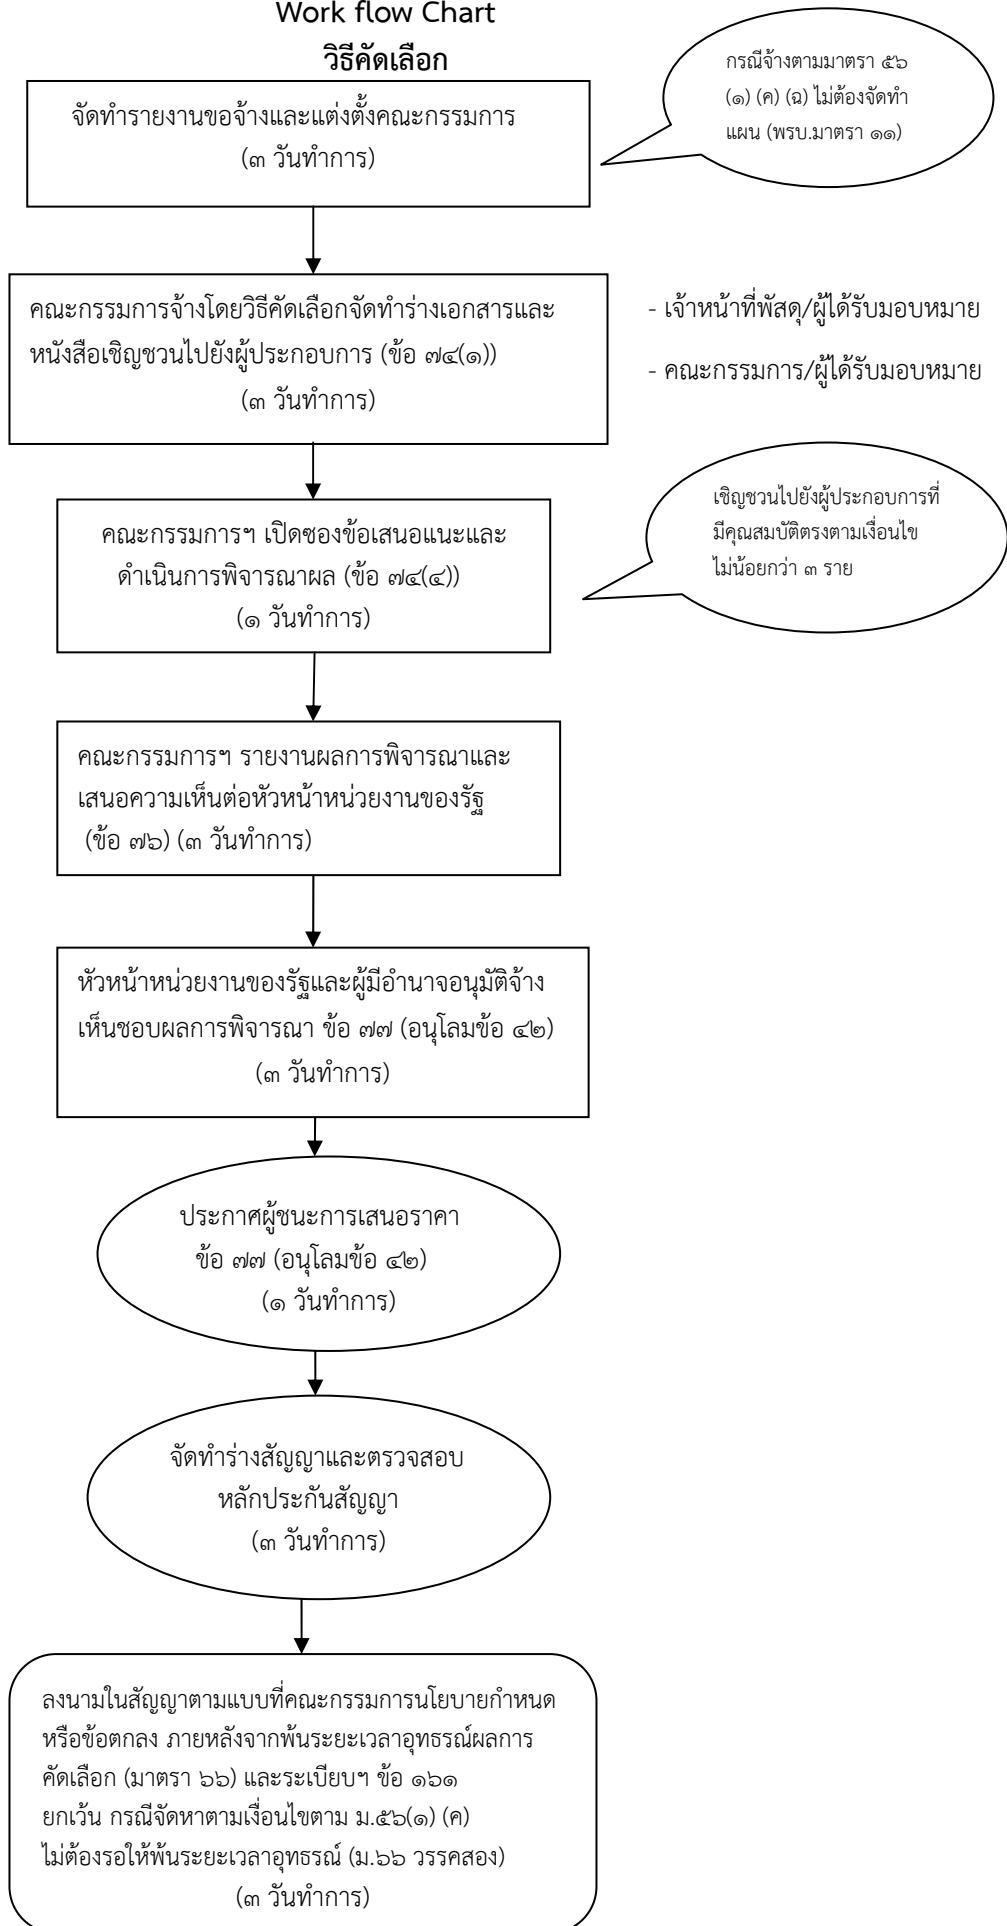 Work flow Chart
วิธีคัดเลือก
กรณีจ้างตามมาตรา ๕๖
(๑) (ค) (ฉ) ไม่ต้องจัดทำ
แผน (พรบ.มาตรา ๑๑)
จัดทำรายงานขอจ้างและแต่งตั้งคณะกรรมการ
(๓ วันทำการ)
คณะกรรมการจ้างโดยวิธีคัดเลือกจัดทำร่างเอกสารและ
หนังสือเชิญชวนไปยังผู้ประกอบการ (ข้อ ๗๔(๑))
(๓ วันทำการ)
- เจ้าหน้าที่พัสดุ/ผู้ได้รับมอบหมาย
- คณะกรรมการ/ผู้ได้รับมอบหมาย
เชิญชวนไปยังผู้ประกอบการที่
มีคุณสมบัติตรงตามเงื่อนไข
ไม่น้อยกว่า ๓ ราย
คณะกรรมการฯ เปิดซองข้อเสนอแนะและ
ดำเนินการพิจารณาผล (ข้อ ๗๔(๔))
(๑ วันทำการ)
คณะกรรมการฯ รายงานผลการพิจารณาและ
เสนอความเห็นต่อหัวหน้าหน่วยงานของรัฐ
(ข้อ ๗๖) (๓ วันทำการ)
หัวหน้าหน่วยงานของรัฐและผู้มีอำนาจอนุมัติจ้าง
เห็นชอบผลการพิจารณา ข้อ ๗๗ (อนุโลมข้อ ๔๒)
(๓ วันทำการ)
ประกาศผู้ชนะการเสนอราคา
ข้อ ๗๗ (อนุโลมข้อ ๔๒)
(๑ วันทำการ)
จัดทำร่างสัญญาและตรวจสอบ
หลักประกันสัญญา
(๓ วันทำการ)
ลงนามในสัญญาตามแบบที่คณะกรรมการนโยบายกำหนด
หรือข้อตกลง ภายหลังจากพ้นระยะเวลาอุทธรณ์ผลการ
คัดเลือก (มาตรา ๖๖) และระเบียบฯ ข้อ ๑๖๑
ยกเว้น กรณีจัดหาตามเงื่อนไขตาม ม.๕๖(๑) (ค)
ไม่ต้องรอให้พ้นระยะเวลาอุทธรณ์ (ม.๖๖ วรรคสอง)
(๓ วันทำการ)